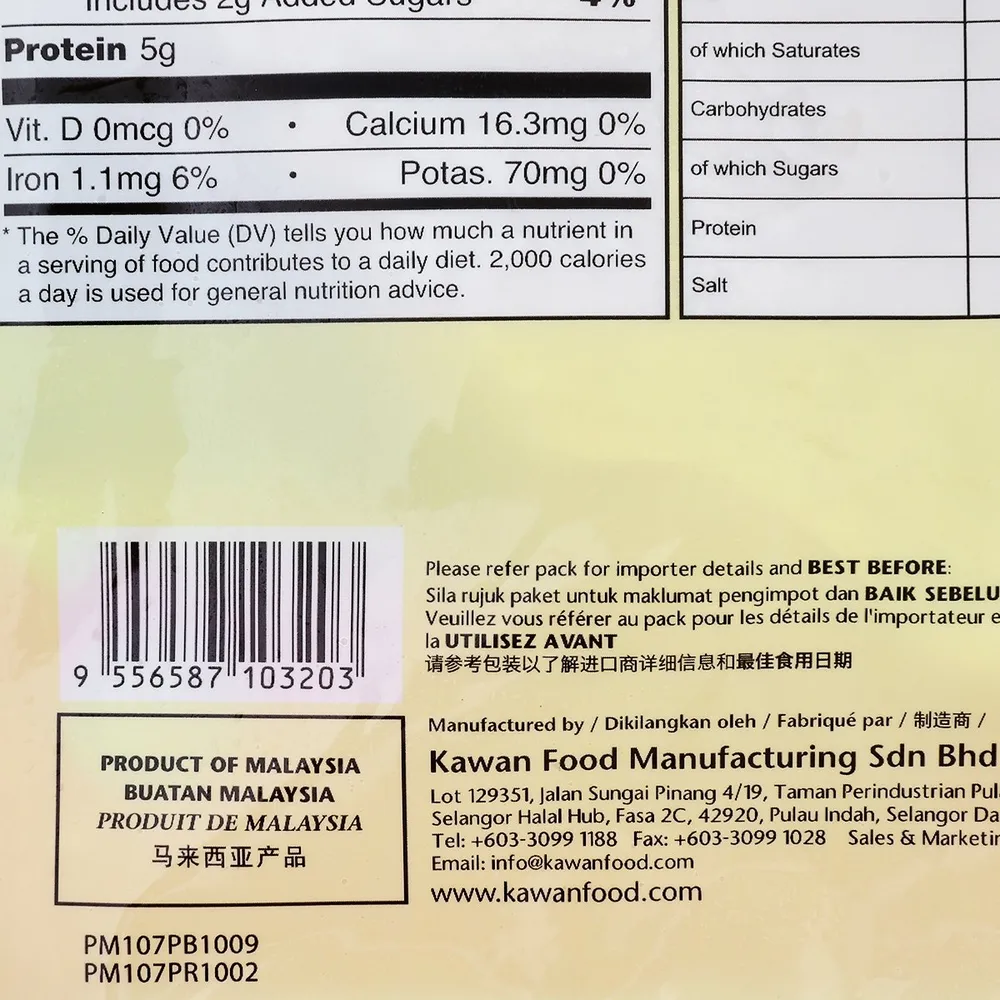 Includes 2g Added Sugars 4%
Protein 5g
Vit. D 0mcg 0% • Calcium 16.3mg 0%
Iron 1.1mg 6% • Potas. 70mg 0%
* The % Daily Value (DV) tells you how much a nutrient in
a serving of food contributes to a daily diet. 2,000 calories
a day is used for general nutrition advice.
of which Saturates
Carbohydrates
of which Sugars
Protein
Salt
9 556587 103203
Please refer pack for importer details and BEST BEFORE:
Sila rujuk paket untuk maklumat pengimpot dan BAIK SEBELU
Veuillez vous référer au pack pour les détails de l'importateur e
la UTILISEZ AVANT
请参考包装以了解进口商详细信息和最佳食用日期
PRODUCT OF MALAYSIA
BUATAN MALAYSIA
PRODUIT DE MALAYSIA
马来西亚产品
Manufactured by / Dikilangkan oleh / Fabriqué par / 制造商 /
Kawan Food Manufacturing Sdn Bhd
Lot 129351, Jalan Sungai Pinang 4/19, Taman Perindustrian Pul
Selangor Halal Hub, Fasa 2C, 42920, Pulau Indah, Selangor Da
Tel: +603-3099 1188 Fax: +603-3099 1028 Sales & Marketin
Email: info@kawanfood.com
www.kawanfood.com
PM107PB1009
PM107PR1002